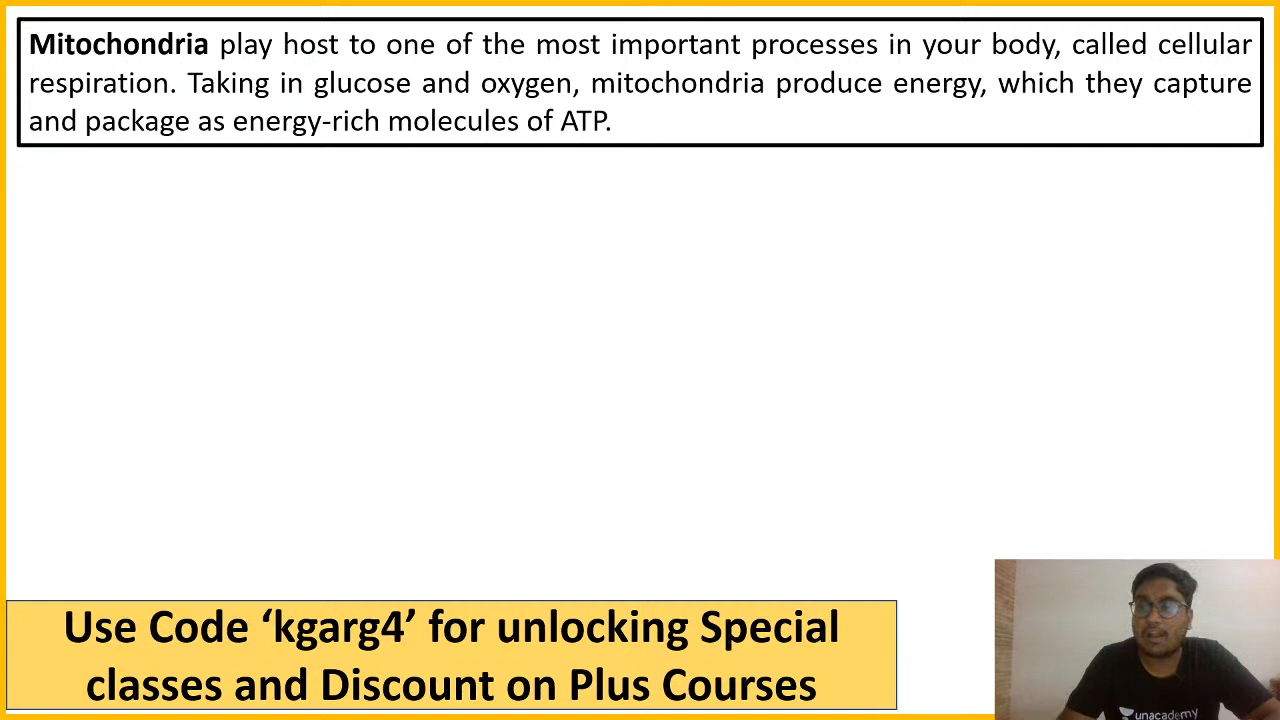 Mitochondria play host to one of the most important processes in your body, called cellular
respiration. Taking in glucose and oxygen, mitochondria produce energy, which they capture
and package as energy-rich molecules of ATP.
Use Code ‘kgarg4’ for unlocking Special
classes and Discount on Plus Courses
unacademy